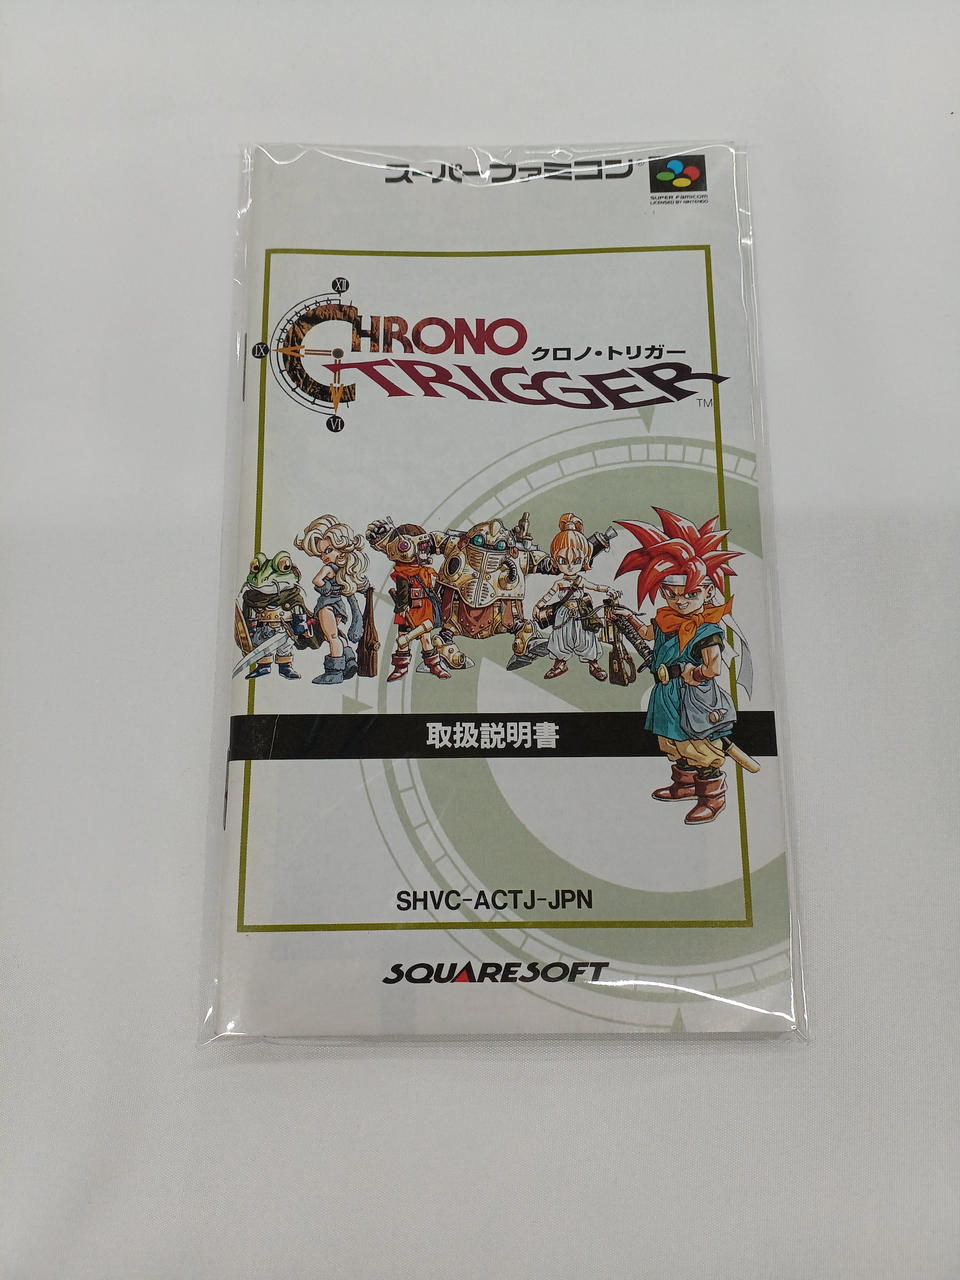 スーパーファミコン
SUPER FAMICOM
LICENSED BY NINTENDO
XII
IX
VI
CHRONO
クロノ・トリガー
TRIGGER
TM
取扱説明書
SHVC-ACTJ-JPN
SQUARESOFT